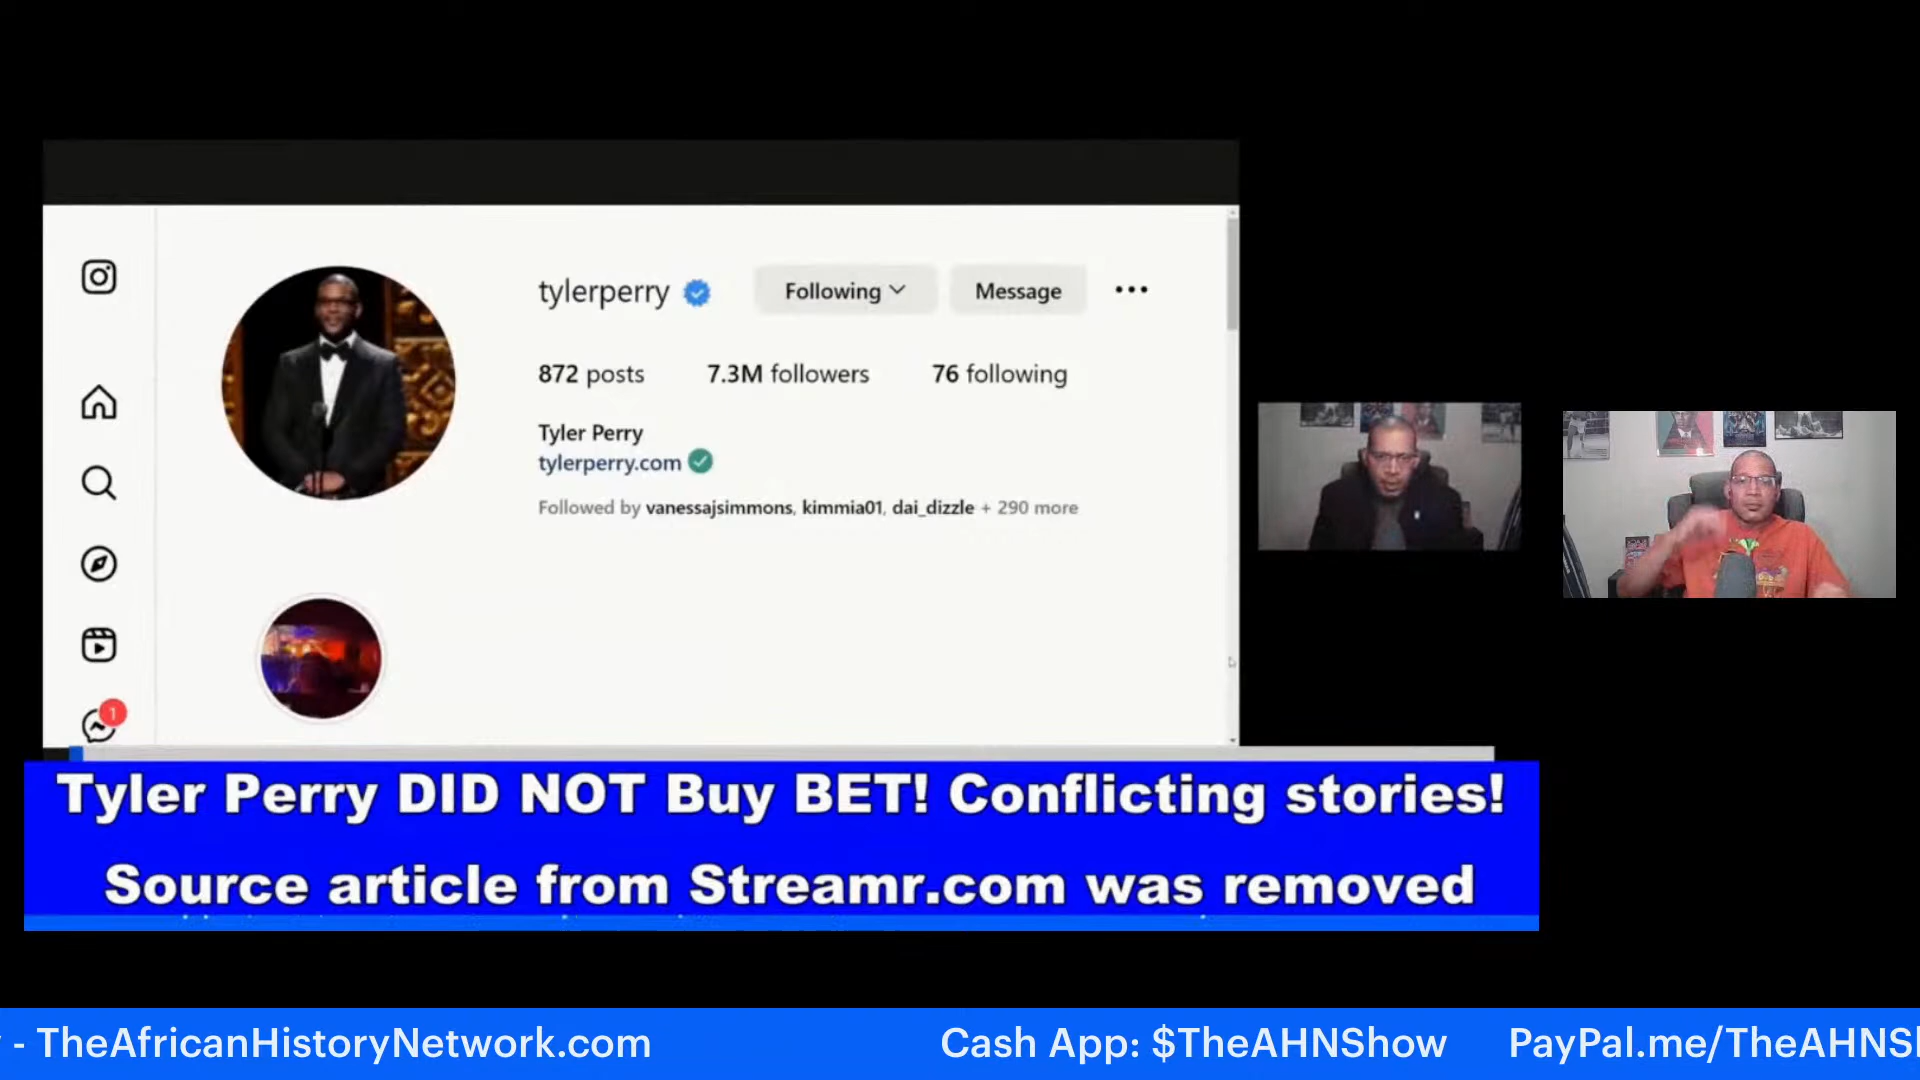 tylerperry
Following
Message
872 posts
7.3M followers
76 following
Tyler Perry
tylerperry.com
Followed by vanessajsimmons, kimmia01, dai_dizzle + 290 more
1
Tyler Perry DID NOT Buy BET! Conflicting stories!
Source article from Streamr.com was removed
- TheAfricanHistoryNetwork.com
Cash App: $TheAHNShow
PayPal.me/TheAHNS